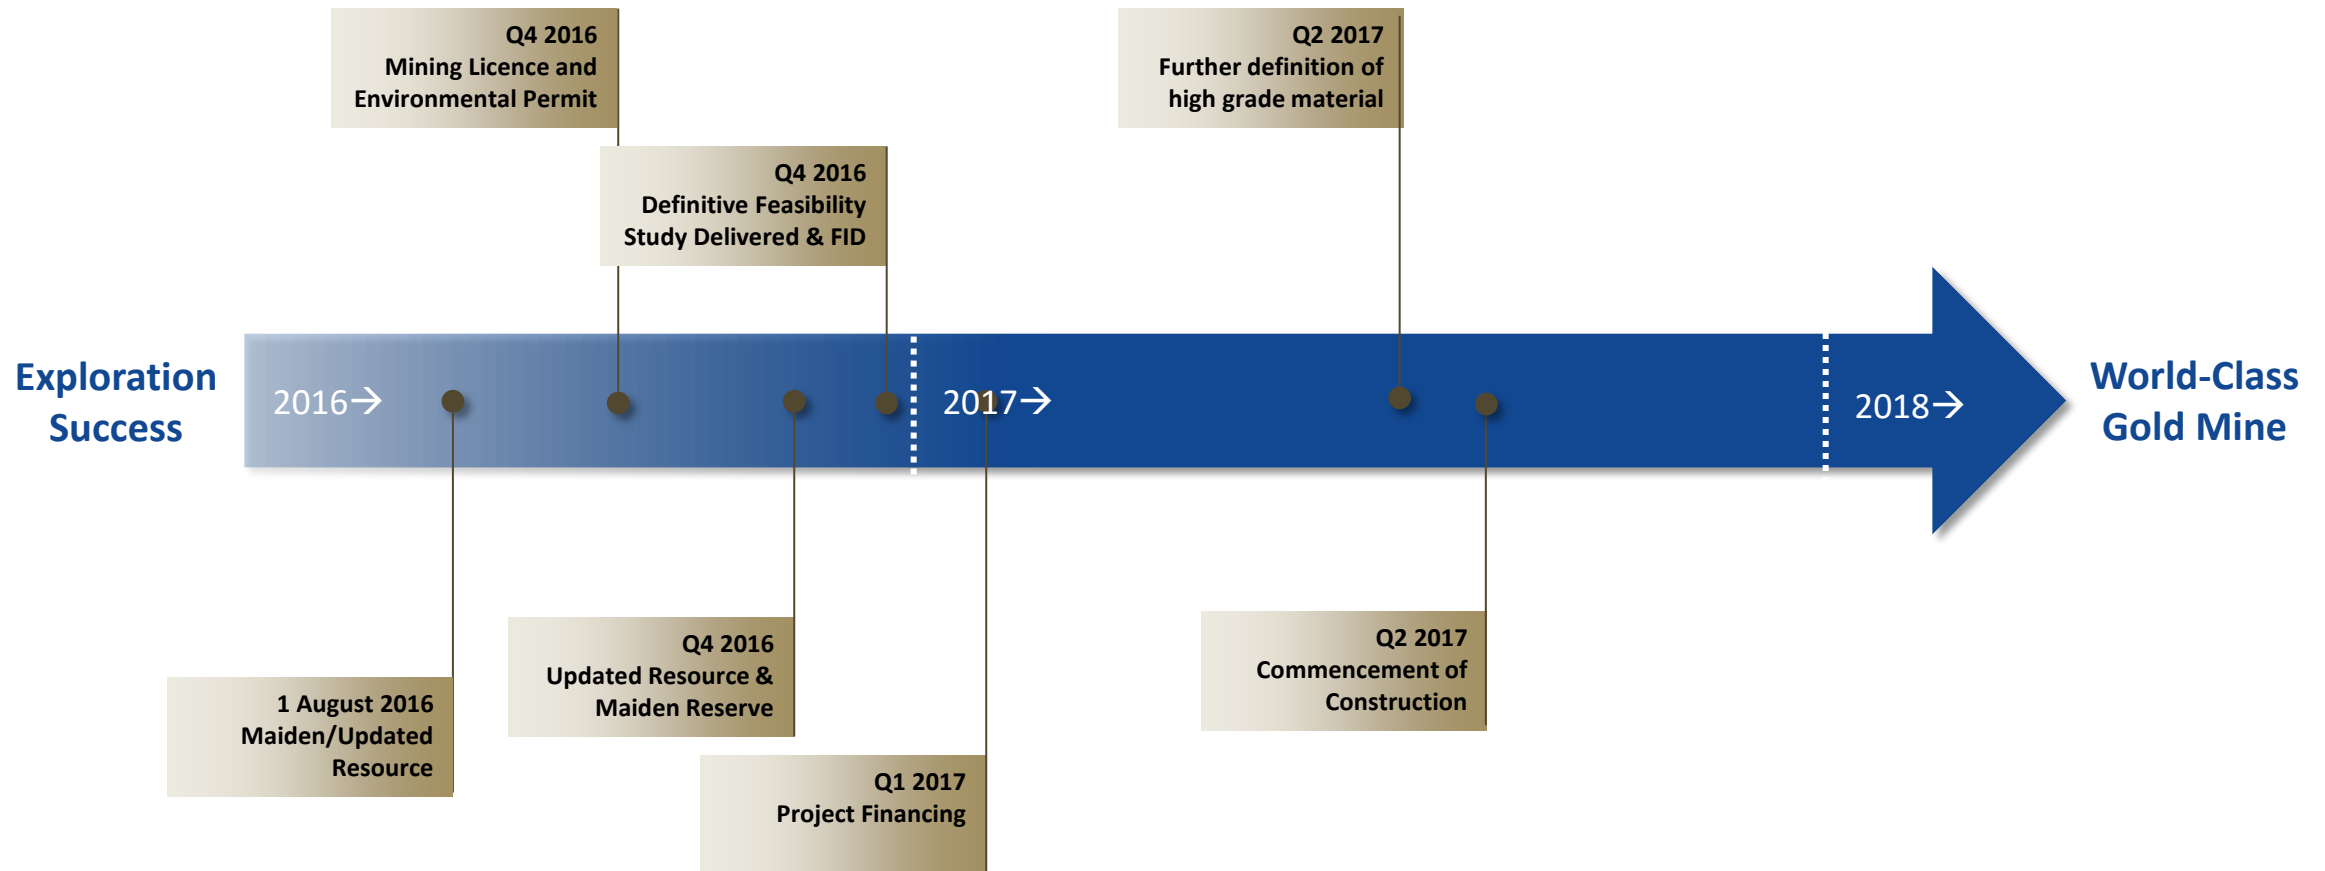 Q4 2016
Mining Licence and
Environmental Permit
Q4 2016
Definitive Feasibility
Study Delivered & FID
Q2 2017
Further definition of
high grade material
Exploration
Success
2016→
2017→
2018→
World-Class
Gold Mine
1 August 2016
Maiden/Updated
Resource
Q4 2016
Updated Resource &
Maiden Reserve
Q1 2017
Project Financing
Q2 2017
Commencement of
Construction